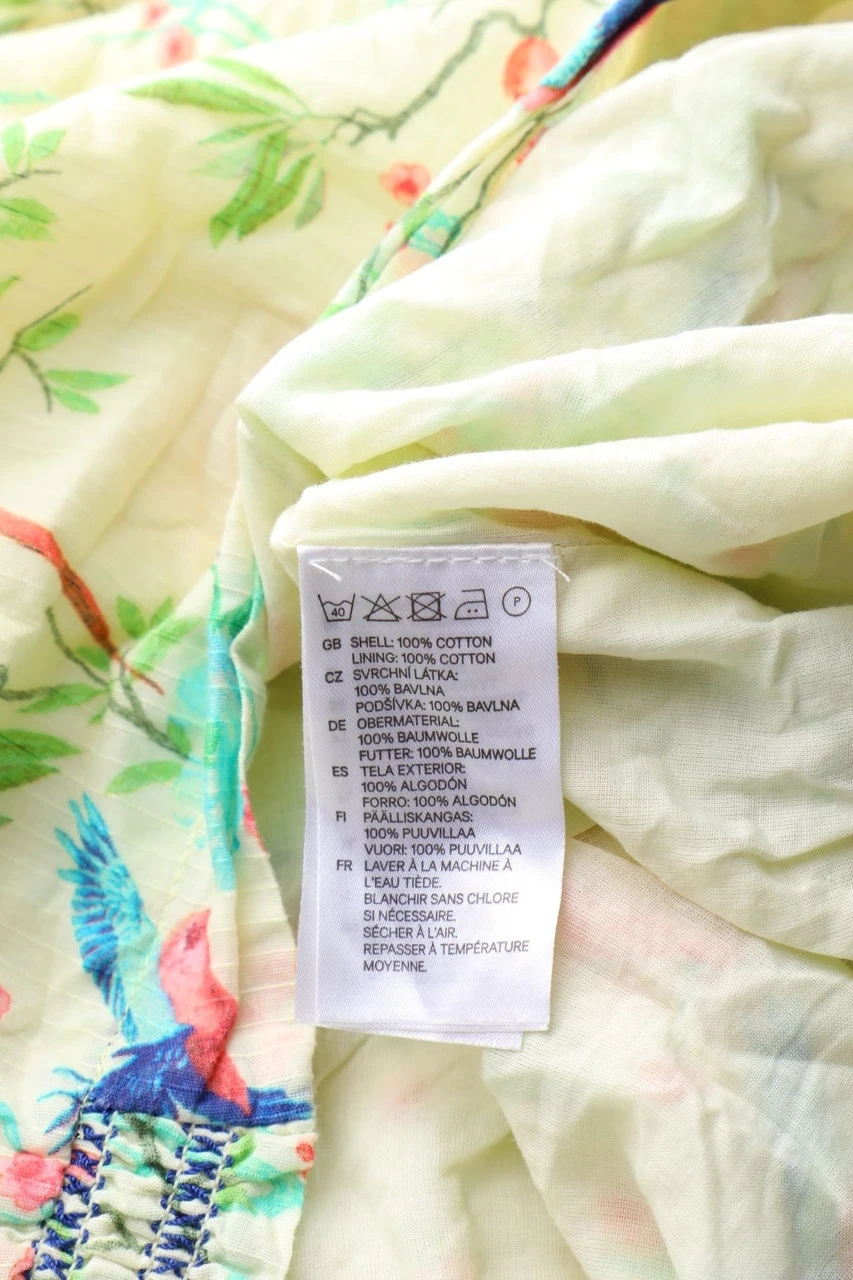 40 P
GB SHELL: 100% COTTON
LINING: 100% COTTON
CZ SVRCHNÍ LÁTKA:
100% BAVLNA
PODŠÍVKA: 100% BAVLNA
DE OBERMATERIAL:
100% BAUMWOLLE
FUTTER: 100% BAUMWOLLE
ES TELA EXTERIOR:
100% ALGODÓN
FORRO: 100% ALGODÓN
FI PÄÄLLISKANGAS:
100% PUUVILLAA
VUORI: 100% PUUVILLAA
FR LAVER À LA MACHINE À
L'EAU TIÈDE.
BLANCHIR SANS CHLORE
SI NÉCESSAIRE.
SÉCHER À L'AIR.
REPASSER À TEMPÉRATURE
MOYENNE.